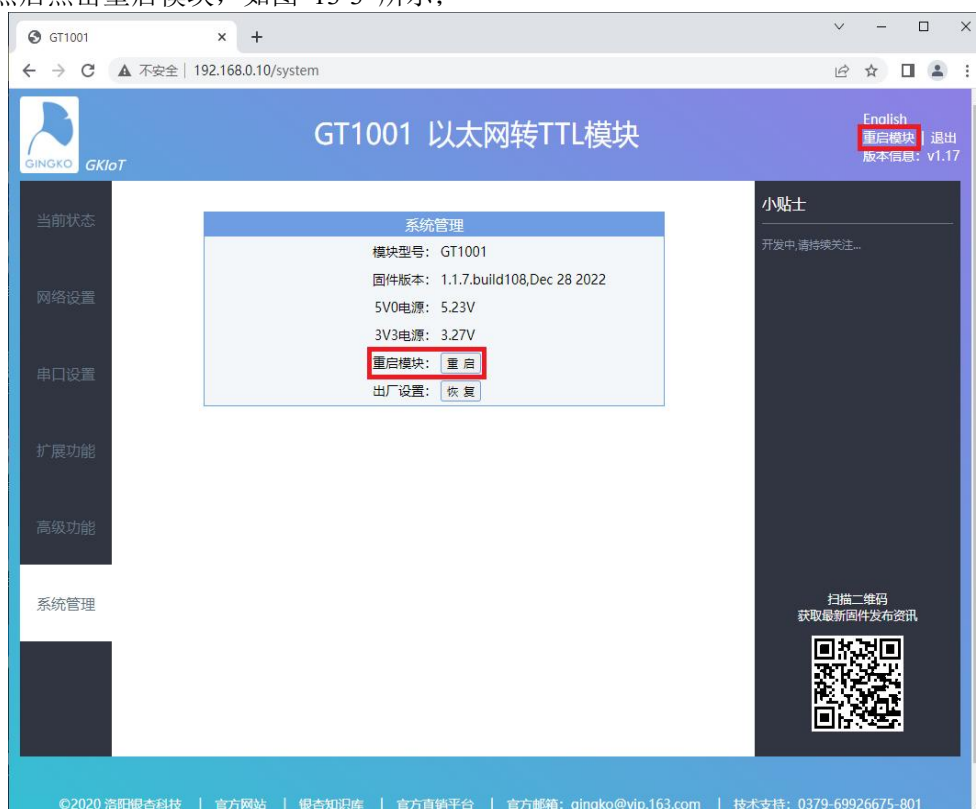 然后点击重启模块，如图 13-3 所示；
GT1001
不安全 | 192.168.0.10/system
GINGKO GKIoT
GT1001 以太网转TTL模块
English
重启模块 | 退出
版本信息: v1.17
当前状态
网络设置
串口设置
扩展功能
高级功能
系统管理
系统管理
模块型号: GT1001
固件版本: 1.1.7.build108,Dec 28 2022
5V0电源: 5.23V
3V3电源: 3.27V
重启模块: 重 启
出厂设置: 恢 复
小贴士
开发中,请持续关注...
扫描二维码
获取最新固件发布资讯
©2020 洛阳银杏科技 | 官方网站 | 银杏知识库 | 官方直销平台 | 官方邮箱: gingko@vip.163.com | 技术支持: 0379-69926675-801